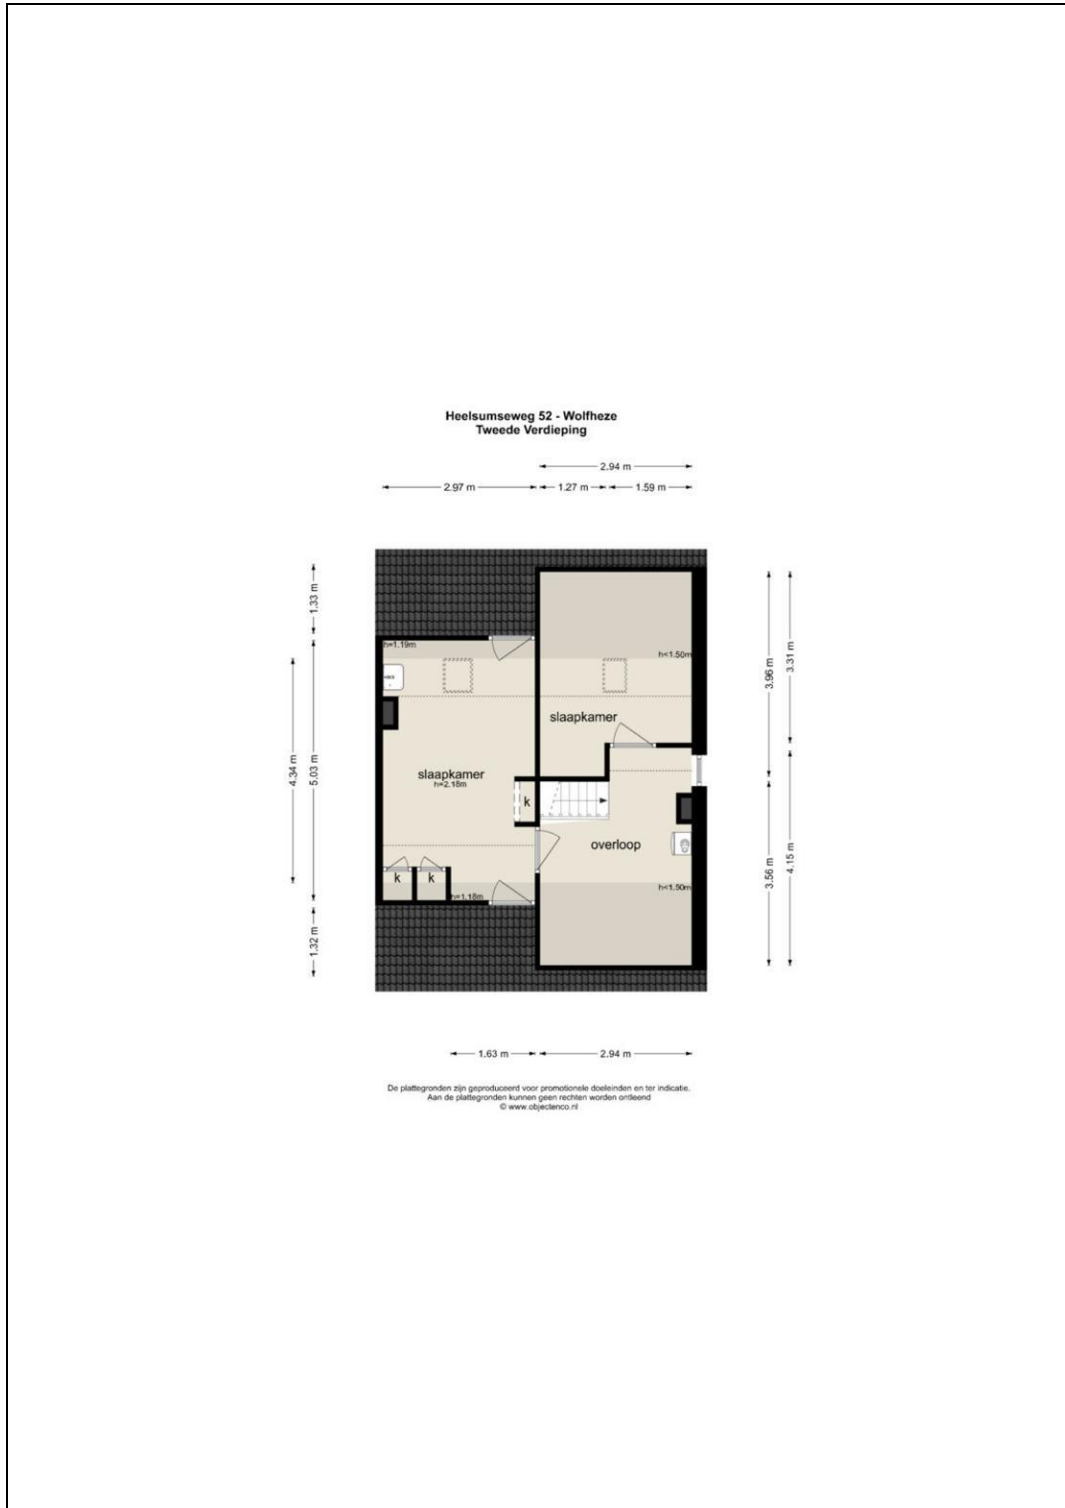 Heelsumseweg 52 - Wolfheze
Tweede Verdieping
2.94 m
2.97 m
1.27 m
1.59 m
1.33 m
h=1.19m
h<1.50m
3.96 m
3.31 m
slaapkamer
4.34 m
5.03 m
slaapkamer
h=2.18m
k
overloop
3.56 m
4.15 m
k
k
h=1.18m
h<1.50m
1.32 m
1.63 m
2.94 m
De plattegronden zijn geproduceerd voor promotionele doeleinden en ter indicatie.
Aan de plattegronden kunnen geen rechten worden ontleend
© www.objectenco.nl